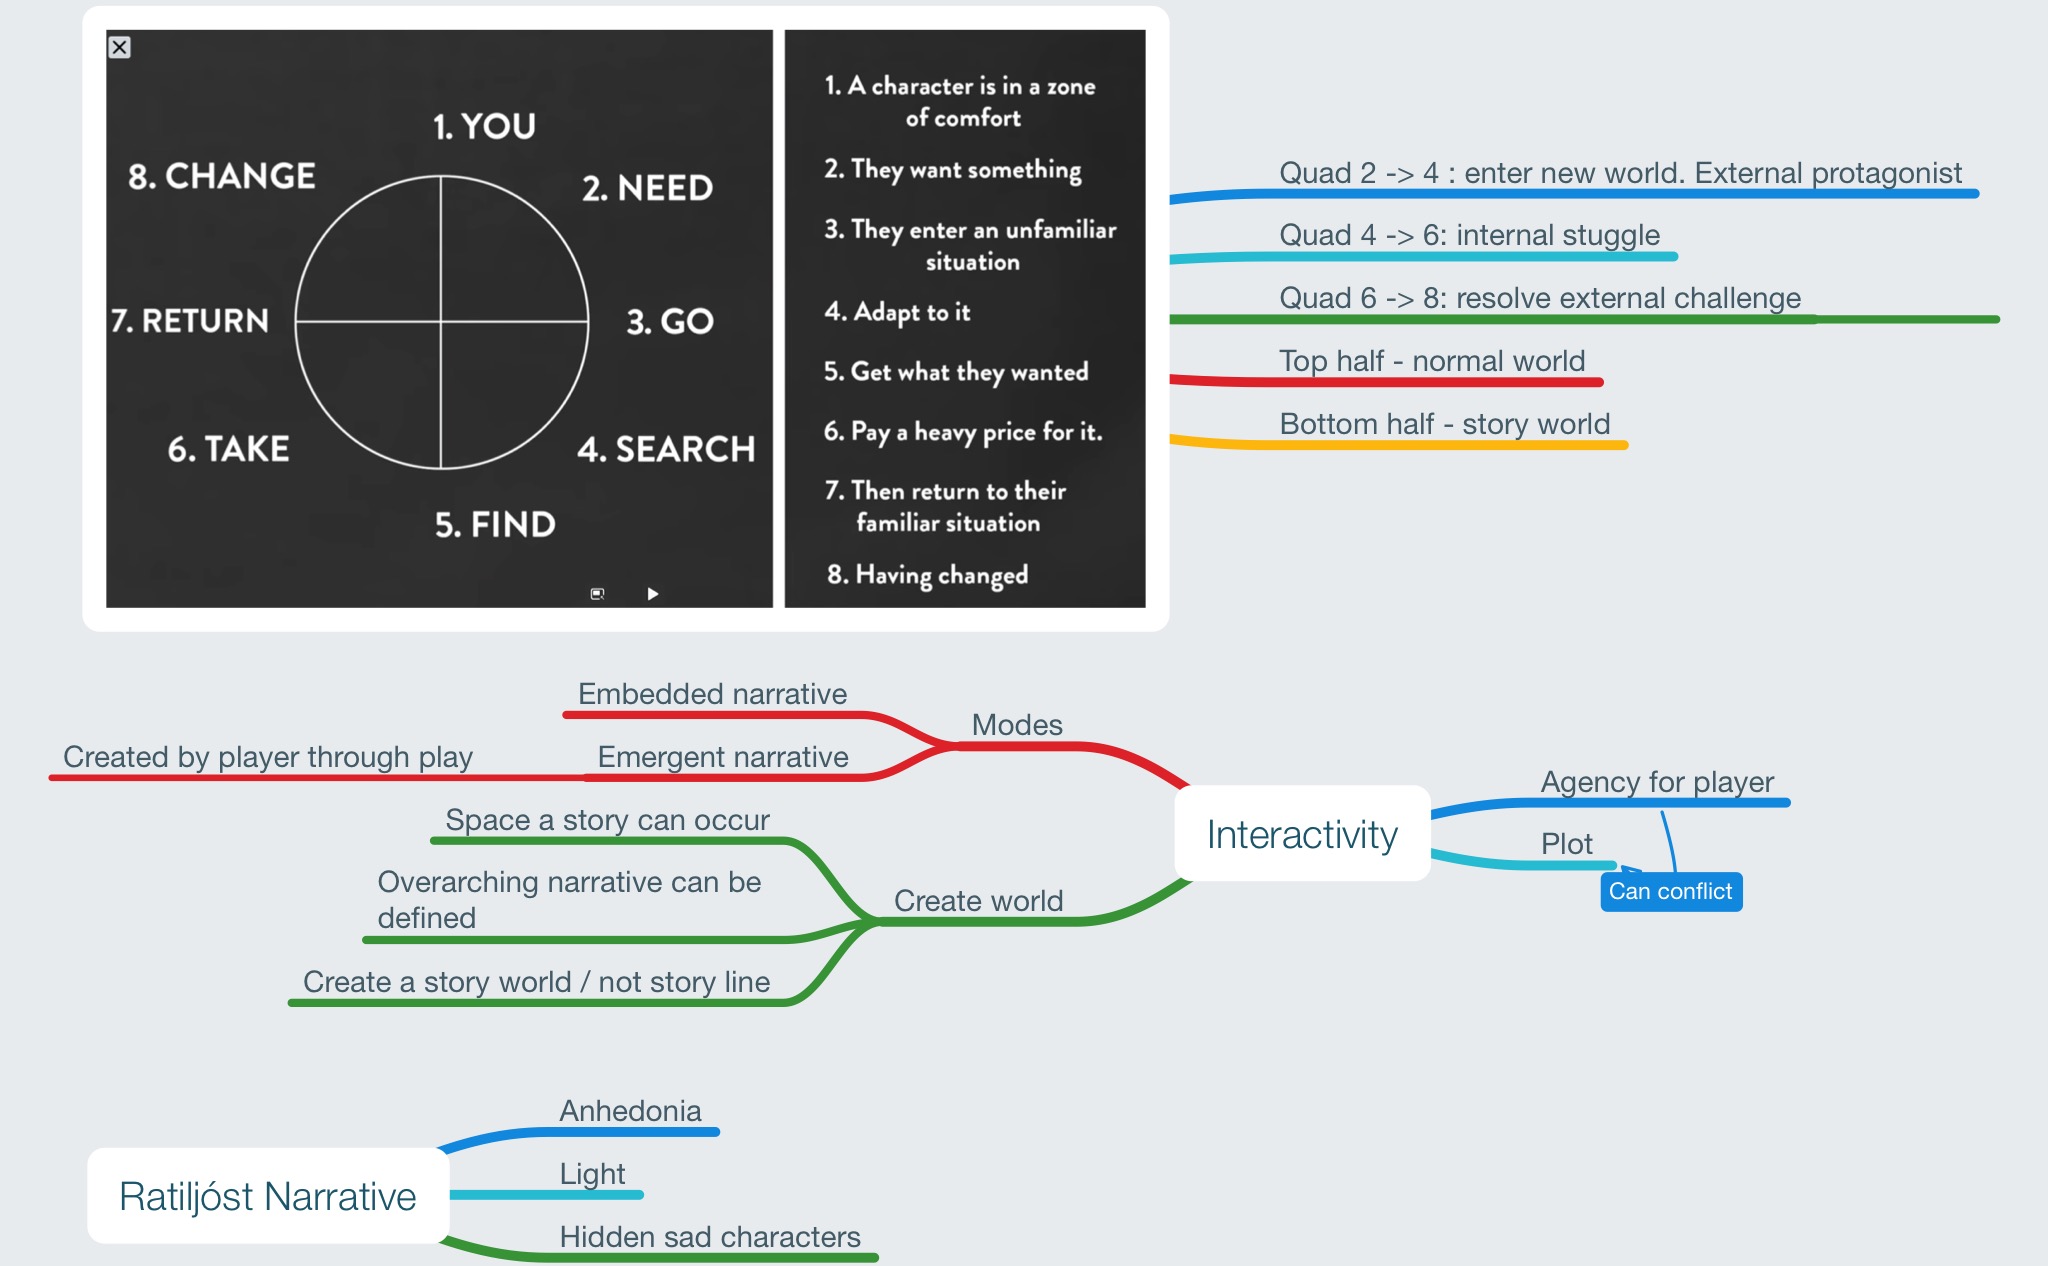 1. YOU
8. CHANGE
2. NEED
7. RETURN
3. GO
6. TAKE
4. SEARCH
5. FIND
1. A character is in a zone
of comfort
2. They want something
3. They enter an unfamiliar
situation
4. Adapt to it
5. Get what they wanted
6. Pay a heavy price for it.
7. Then return to their
familiar situation
8. Having changed
Quad 2 -> 4 : enter new world. External protagonist
Quad 4 -> 6: internal stuggle
Quad 6 -> 8: resolve external challenge
Top half - normal world
Bottom half - story world
Embedded narrative
Modes
Created by player through play
Emergent narrative
Space a story can occur
Overarching narrative can be
defined
Create world
Create a story world / not story line
Interactivity
Agency for player
Plot
Can conflict
Ratiljóst Narrative
Anhedonia
Light
Hidden sad characters